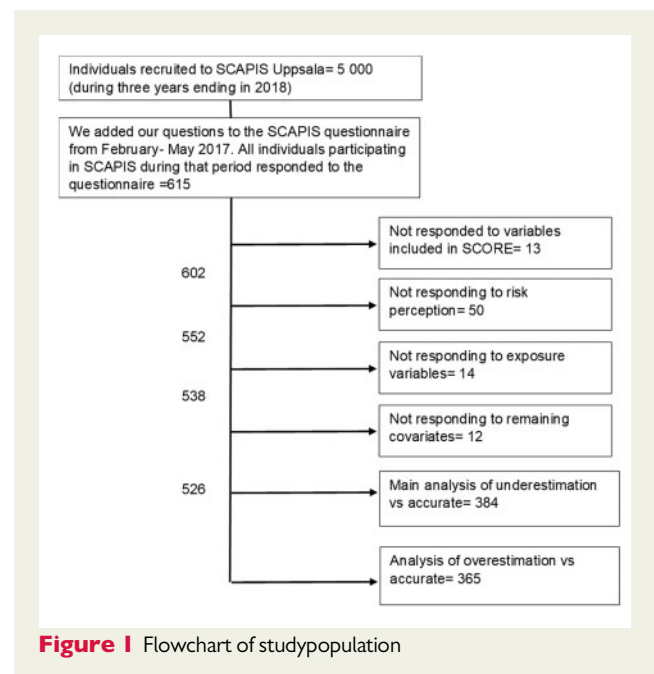 Individuals recruited to SCAPIS Uppsala= 5 000
(during three years ending in 2018)
We added our questions to the SCAPIS questionnaire
from February- May 2017. All individuals participating
in SCAPIS during that period responded to the
questionnaire =615
Not responded to variables
included in SCORE= 13
602
Not responding to risk
perception= 50
552
Not responding to exposure
variables= 14
538
Not responding to remaining
covariates= 12
526
Main analysis of underestimation
vs accurate= 384
Analysis of overestimation vs
accurate= 365
Figure 1 Flowchart of studypopulation